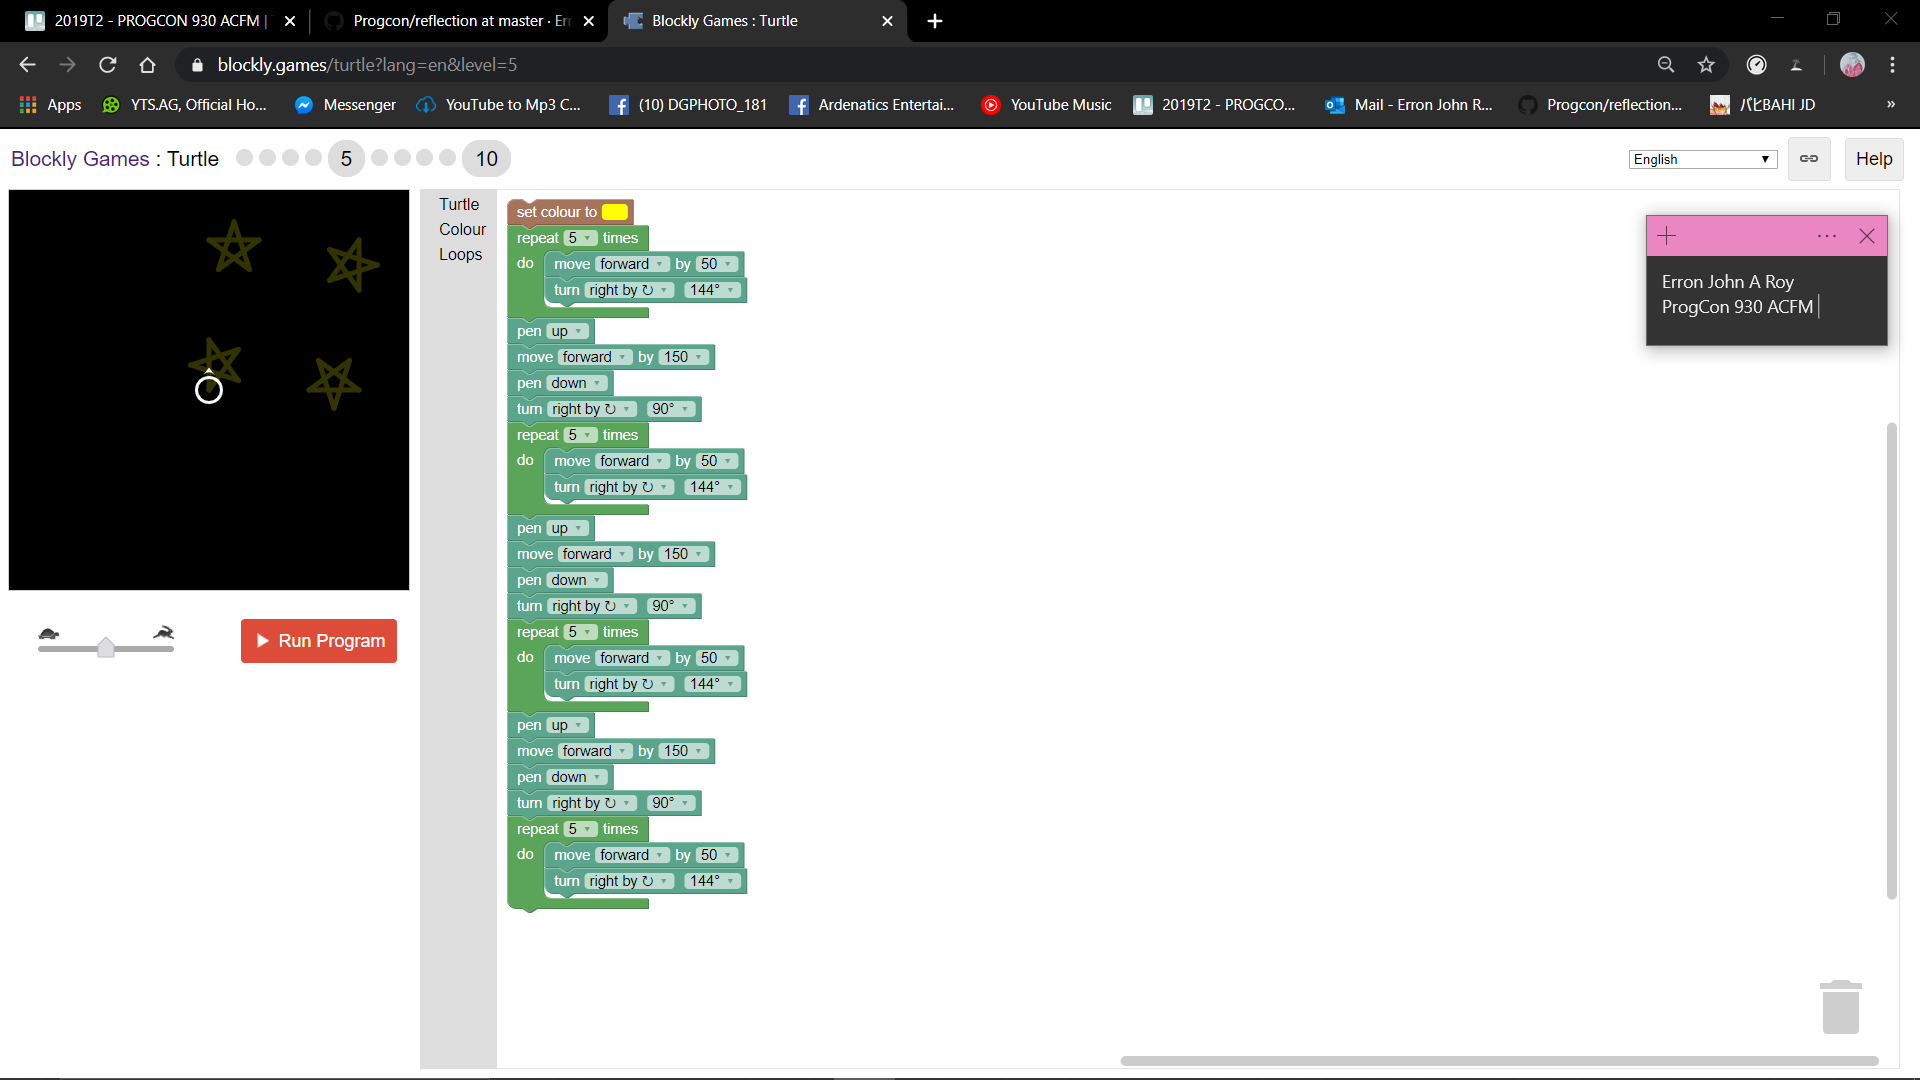 2019T2 - PROGCON 930 ACFM |
Progcon/reflection at master · Er
Blockly Games : Turtle
blockly.games/turtle?lang=en&level=5
Apps
YTS.AG, Official Ho...
Messenger
YouTube to Mp3 C...
(10) DGPHOTO_181
Ardenatics Entertai...
YouTube Music
2019T2 - PROGCO...
Mail - Erron John R...
Progcon/reflection...
パヒBAHI JD
»
Blockly Games : Turtle
5
10
English
Help
Turtle
Colour
Loops
set colour to
repeat 5 times
do move forward by 50
turn right by ↻ 144°
pen up
move forward by 150
pen down
turn right by ↻ 90°
repeat 5 times
do move forward by 50
turn right by ↻ 144°
pen up
move forward by 150
pen down
turn right by ↻ 90°
repeat 5 times
do move forward by 50
turn right by ↻ 144°
pen up
move forward by 150
pen down
turn right by ↻ 90°
repeat 5 times
do move forward by 50
turn right by ↻ 144°
Run Program
Erron John A Roy
ProgCon 930 ACFM